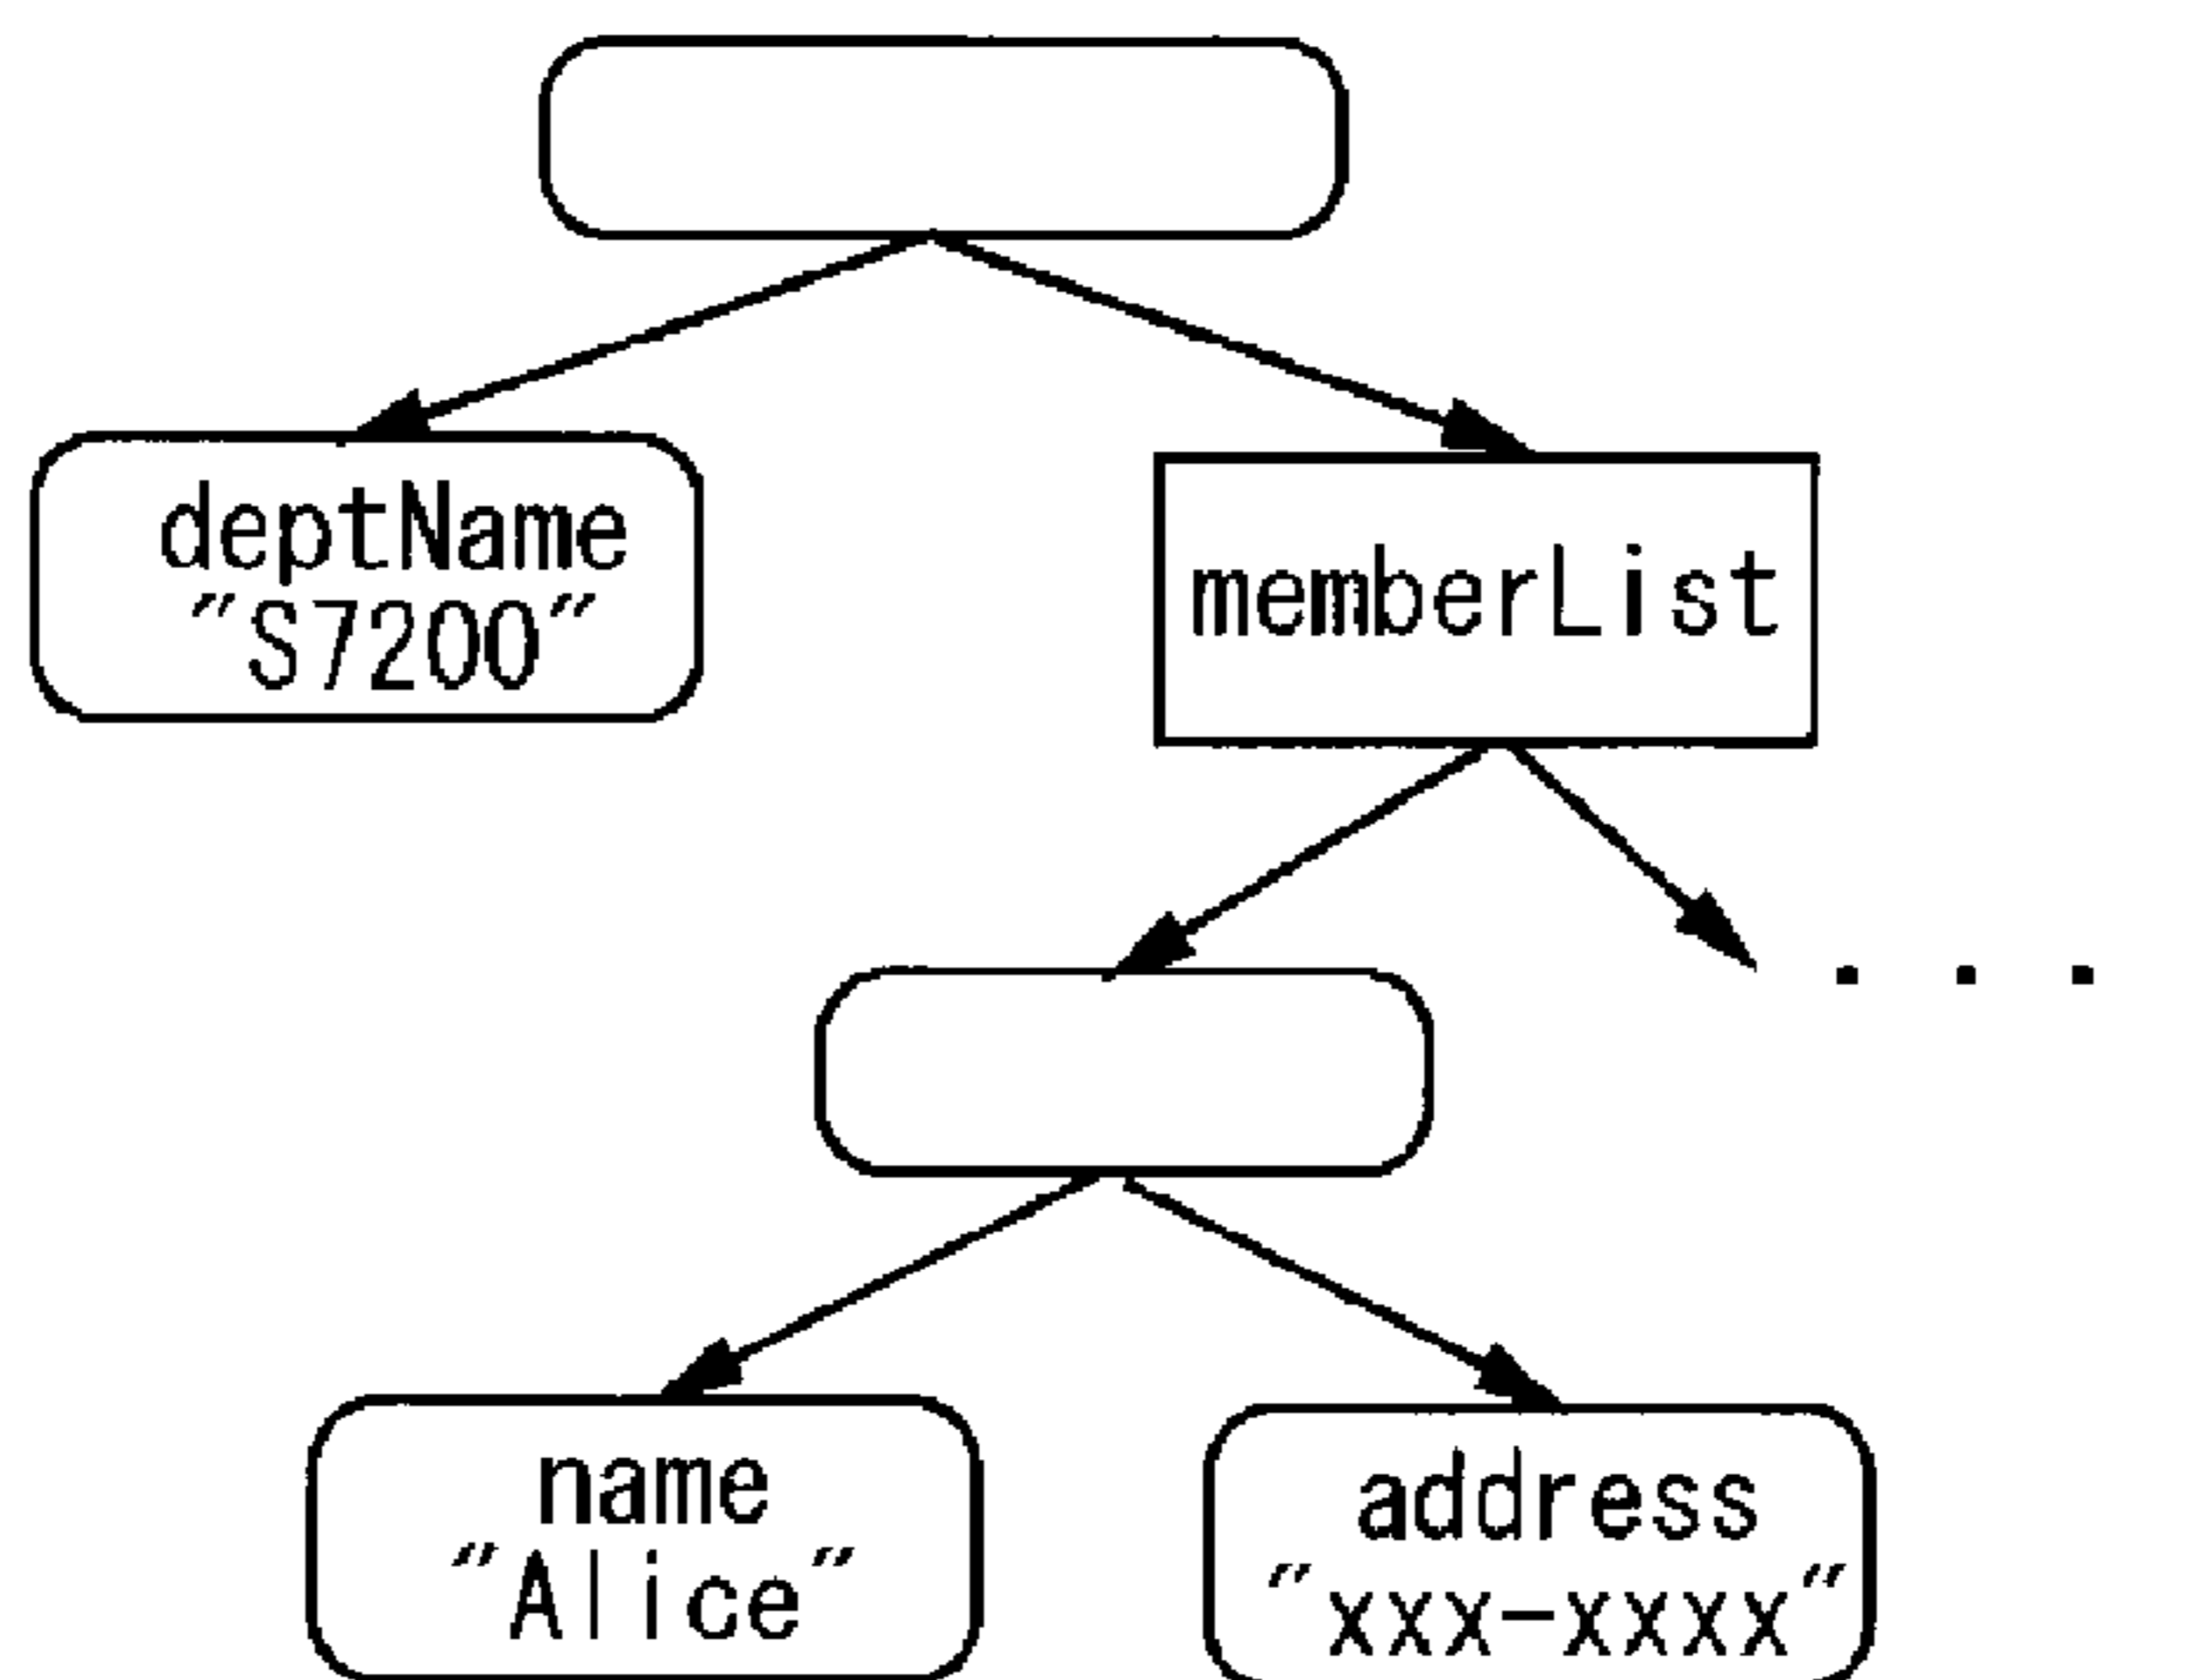 deptName
"S7200"
memberList
. . .
name
"Alice"
address
"xxx-xxxx"